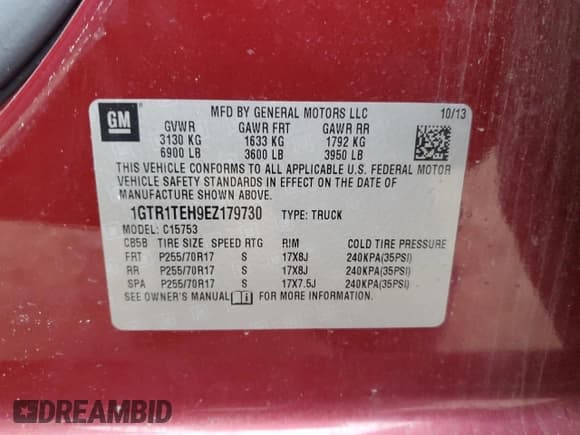 GM
MFD BY GENERAL MOTORS LLC 10/13
GVWR GAWR FRT GAWR RR
3130 KG 1633 KG 1792 KG
6900 LB 3600 LB 3950 LB
THIS VEHICLE CONFORMS TO ALL APPLICABLE U.S. FEDERAL MOTOR
VEHICLE SAFETY STANDARDS IN EFFECT ON THE DATE OF
MANUFACTURE SHOWN ABOVE.
1GTR1TEH9EZ179730 TYPE: TRUCK
MODEL: C15753
CB5B TIRE SIZE SPEED RTG RIM COLD TIRE PRESSURE
FRT P255/70R17 S 17X8J 240KPA(35PSI)
RR P255/70R17 S 17X8J 240KPA(35PSI)
SPA P255/70R17 S 17X7.5J 240KPA(35PSI)
SEE OWNER'S MANUAL FOR MORE INFORMATION.
DREAMBID